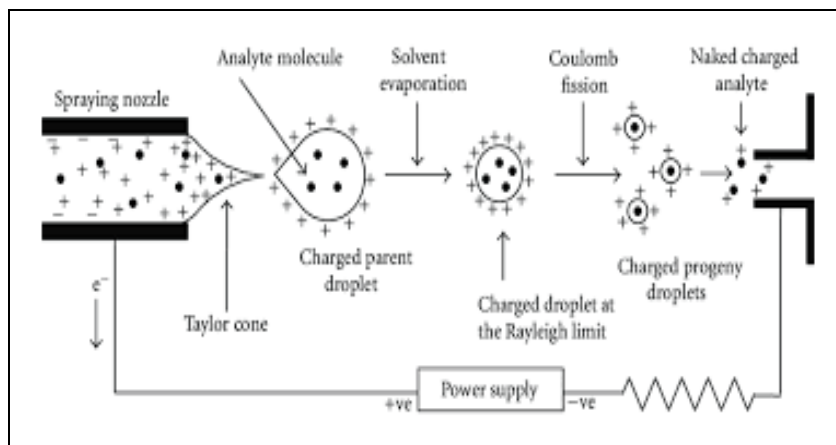 Analyte molecule
Solvent
evaporation
Coulomb
fission
Naked charged
analyte
Spraying nozzle
Charged parent
droplet
Charged progeny
droplets
e⁻
Taylor cone
Charged droplet at
the Rayleigh limit
+ve
Power supply
−ve